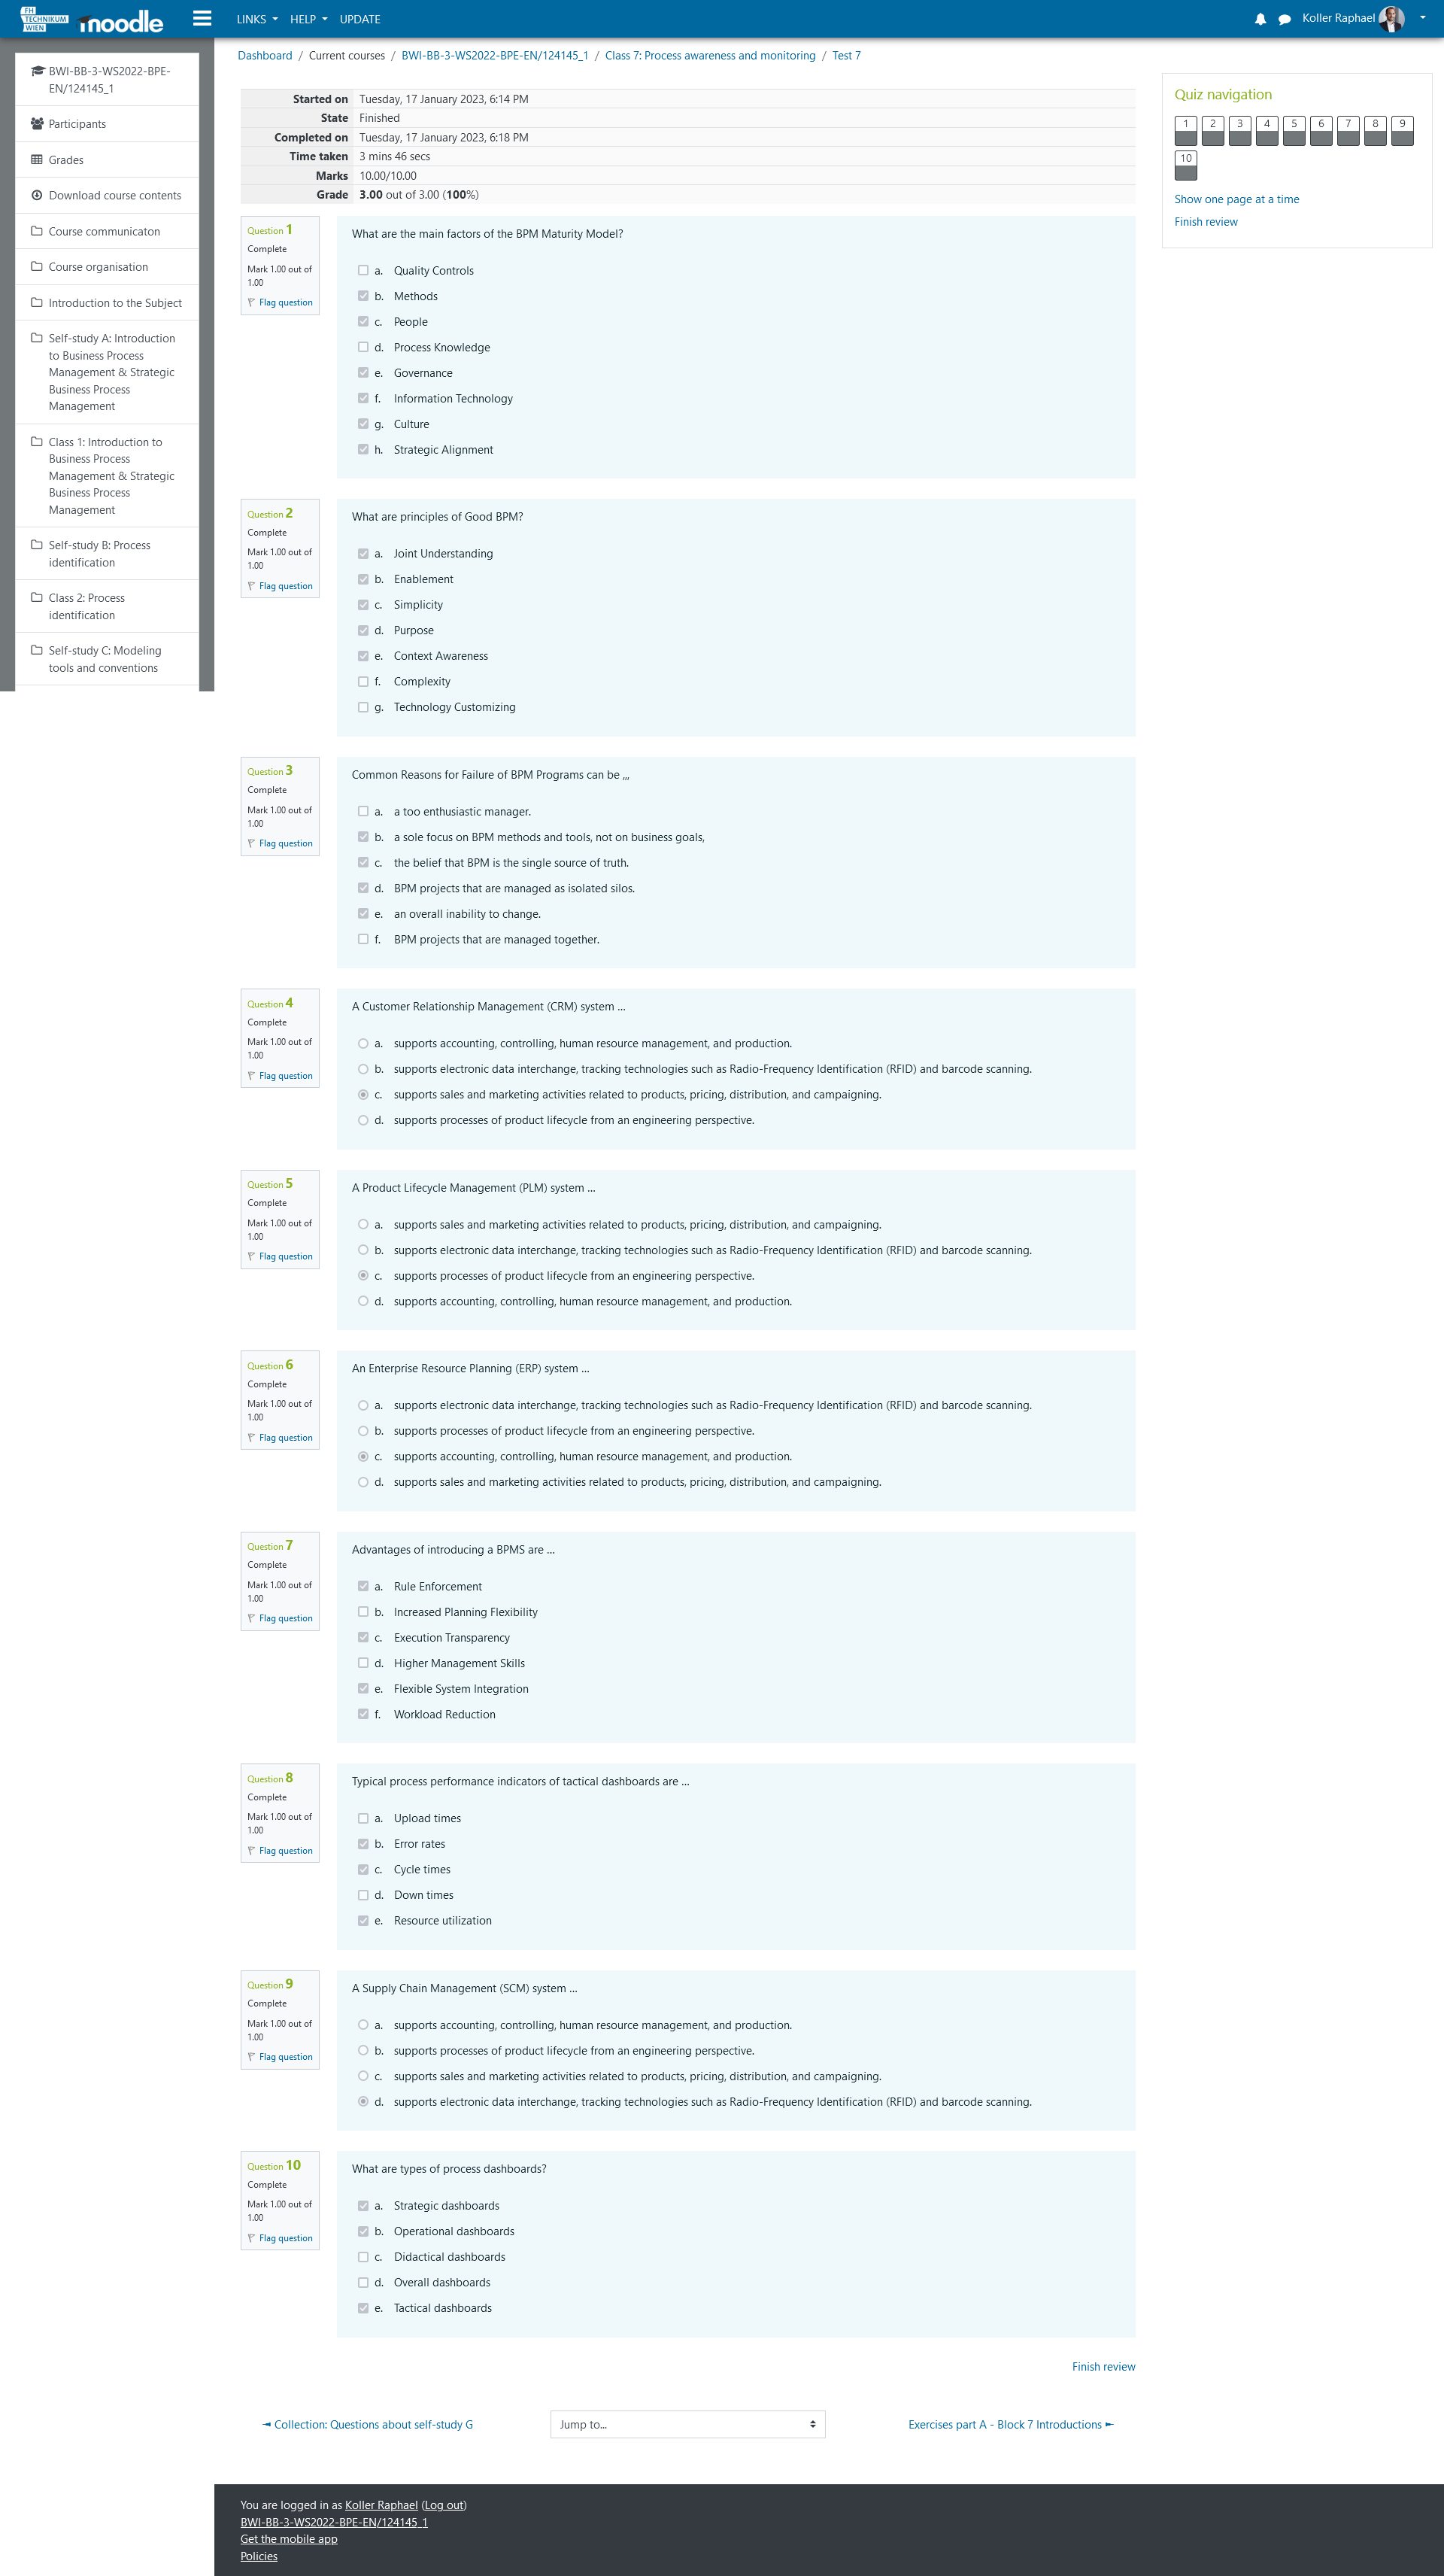 FH TECHNIKUM WIEN moodle LINKS HELP UPDATE Koller Raphael
Dashboard / Current courses / BWI-BB-3-WS2022-BPE-EN/124145_1 / Class 7: Process awareness and monitoring / Test 7
BWI-BB-3-WS2022-BPE-
EN/124145_1
Participants
Grades
Download course contents
Course communicaton
Course organisation
Introduction to the Subject
Self-study A: Introduction
to Business Process
Management & Strategic
Business Process
Management
Class 1: Introduction to
Business Process
Management & Strategic
Business Process
Management
Self-study B: Process
identification
Class 2: Process
identification
Self-study C: Modeling
tools and conventions
Started on Tuesday, 17 January 2023, 6:14 PM
State Finished
Completed on Tuesday, 17 January 2023, 6:18 PM
Time taken 3 mins 46 secs
Marks 10.00/10.00
Grade 3.00 out of 3.00 (100%)
Quiz navigation
1 2 3 4 5 6 7 8 9
10
Show one page at a time
Finish review
Question 1
Complete
Mark 1.00 out of
1.00
Flag question
What are the main factors of the BPM Maturity Model?
a. Quality Controls
b. Methods
c. People
d. Process Knowledge
e. Governance
f. Information Technology
g. Culture
h. Strategic Alignment
Question 2
Complete
Mark 1.00 out of
1.00
Flag question
What are principles of Good BPM?
a. Joint Understanding
b. Enablement
c. Simplicity
d. Purpose
e. Context Awareness
f. Complexity
g. Technology Customizing
Question 3
Complete
Mark 1.00 out of
1.00
Flag question
Common Reasons for Failure of BPM Programs can be ,,,
a. a too enthusiastic manager.
b. a sole focus on BPM methods and tools, not on business goals,
c. the belief that BPM is the single source of truth.
d. BPM projects that are managed as isolated silos.
e. an overall inability to change.
f. BPM projects that are managed together.
Question 4
Complete
Mark 1.00 out of
1.00
Flag question
A Customer Relationship Management (CRM) system ...
a. supports accounting, controlling, human resource management, and production.
b. supports electronic data interchange, tracking technologies such as Radio-Frequency Identification (RFID) and barcode scanning.
c. supports sales and marketing activities related to products, pricing, distribution, and campaigning.
d. supports processes of product lifecycle from an engineering perspective.
Question 5
Complete
Mark 1.00 out of
1.00
Flag question
A Product Lifecycle Management (PLM) system ...
a. supports sales and marketing activities related to products, pricing, distribution, and campaigning.
b. supports electronic data interchange, tracking technologies such as Radio-Frequency Identification (RFID) and barcode scanning.
c. supports processes of product lifecycle from an engineering perspective.
d. supports accounting, controlling, human resource management, and production.
Question 6
Complete
Mark 1.00 out of
1.00
Flag question
An Enterprise Resource Planning (ERP) system ...
a. supports electronic data interchange, tracking technologies such as Radio-Frequency Identification (RFID) and barcode scanning.
b. supports processes of product lifecycle from an engineering perspective.
c. supports accounting, controlling, human resource management, and production.
d. supports sales and marketing activities related to products, pricing, distribution, and campaigning.
Question 7
Complete
Mark 1.00 out of
1.00
Flag question
Advantages of introducing a BPMS are ...
a. Rule Enforcement
b. Increased Planning Flexibility
c. Execution Transparency
d. Higher Management Skills
e. Flexible System Integration
f. Workload Reduction
Question 8
Complete
Mark 1.00 out of
1.00
Flag question
Typical process performance indicators of tactical dashboards are ...
a. Upload times
b. Error rates
c. Cycle times
d. Down times
e. Resource utilization
Question 9
Complete
Mark 1.00 out of
1.00
Flag question
A Supply Chain Management (SCM) system ...
a. supports accounting, controlling, human resource management, and production.
b. supports processes of product lifecycle from an engineering perspective.
c. supports sales and marketing activities related to products, pricing, distribution, and campaigning.
d. supports electronic data interchange, tracking technologies such as Radio-Frequency Identification (RFID) and barcode scanning.
Question 10
Complete
Mark 1.00 out of
1.00
Flag question
What are types of process dashboards?
a. Strategic dashboards
b. Operational dashboards
c. Didactical dashboards
d. Overall dashboards
e. Tactical dashboards
Finish review
◄ Collection: Questions about self-study G Jump to... Exercises part A - Block 7 Introductions ►
You are logged in as Koller Raphael (Log out)
BWI-BB-3-WS2022-BPE-EN/124145_1
Get the mobile app
Policies